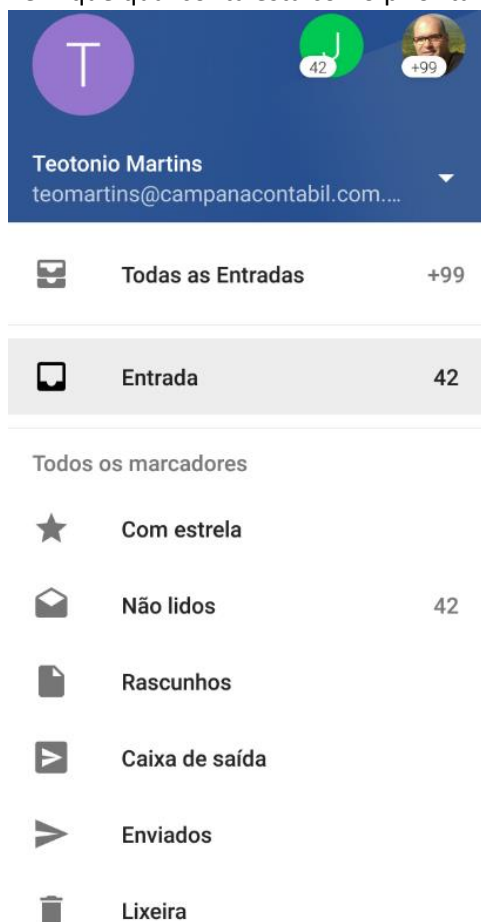 T
J
42
+99
Teotonio Martins
teomartins@campanacontabil.com....
Todas as Entradas +99
Entrada 42
Todos os marcadores
Com estrela
Não lidos 42
Rascunhos
Caixa de saída
Enviados
Lixeira